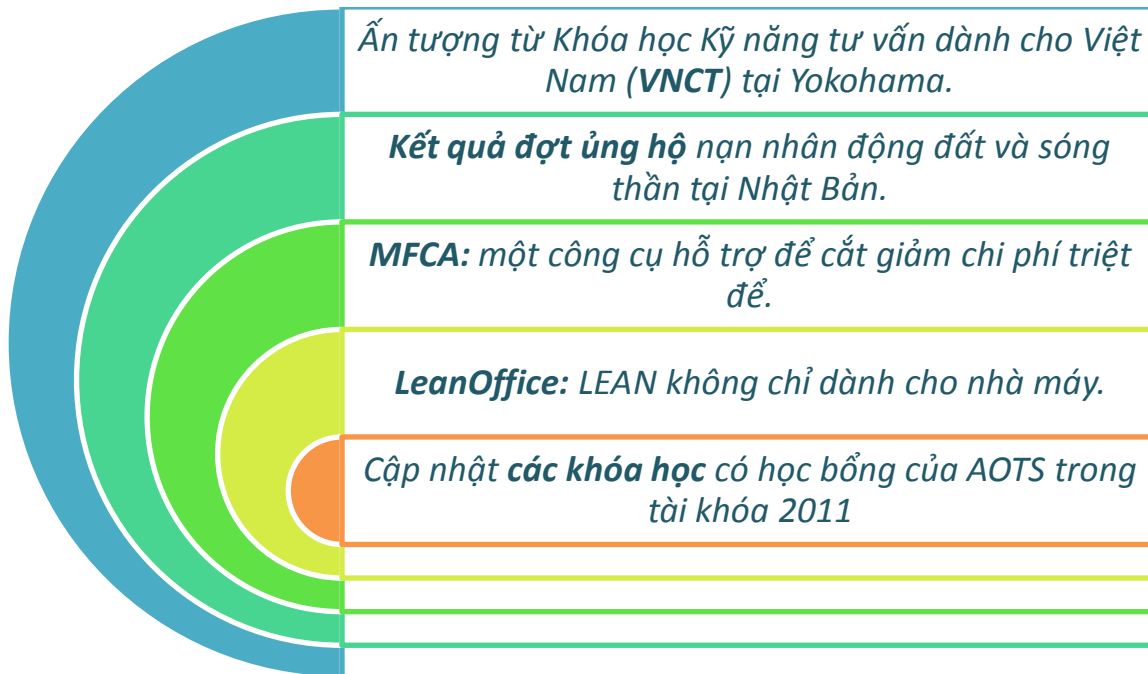 Ấn tượng từ Khóa học Kỹ năng tư vấn dành cho Việt
Nam (VNCT) tại Yokohama.
Kết quả đợt ủng hộ nạn nhân động đất và sóng
thần tại Nhật Bản.
MFCA: một công cụ hỗ trợ để cắt giảm chi phí triệt
để.
LeanOffice: LEAN không chỉ dành cho nhà máy.
Cập nhật các khóa học có học bổng của AOTS trong
tài khóa 2011